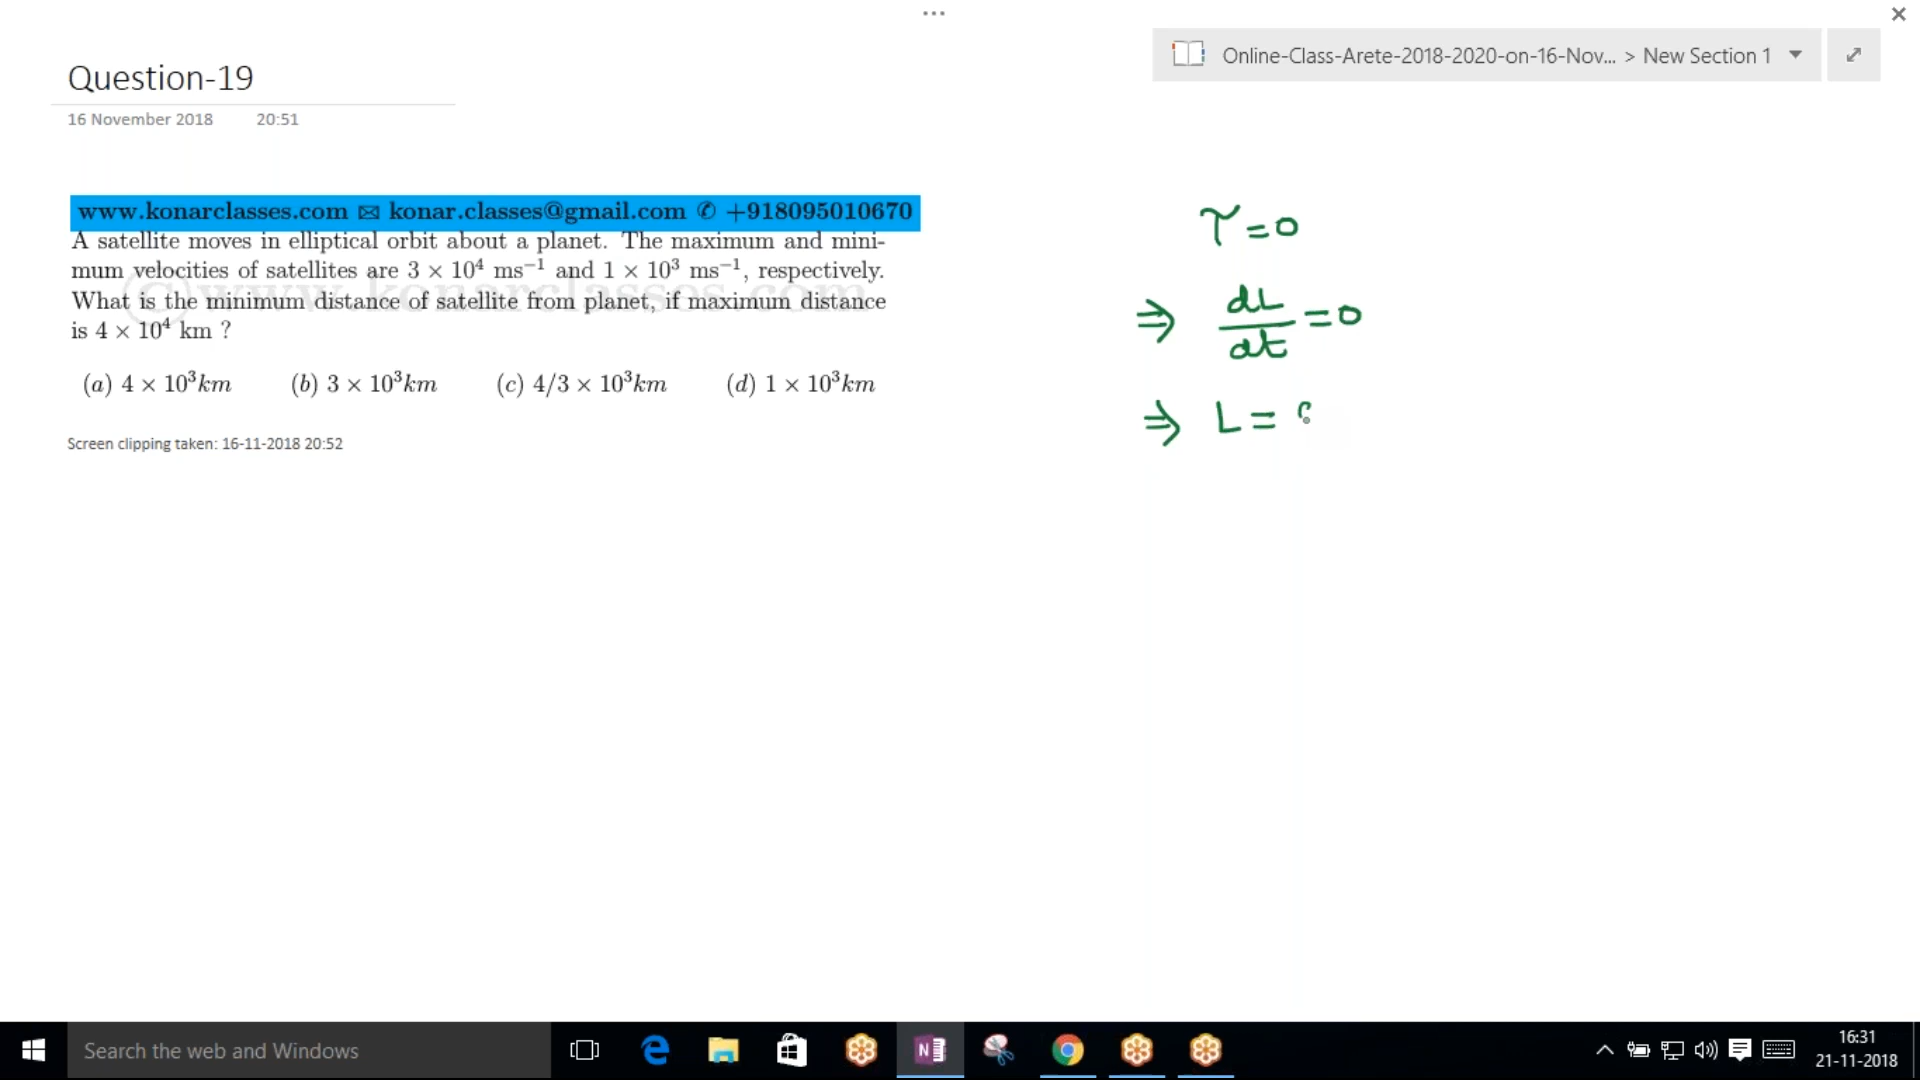 Online-Class-Arete-2018-2020-on-16-Nov... > New Section 1
Question-19
16 November 2018 20:51
www.konarclasses.com ✉ konar.classes@gmail.com ✆ +918095010670
A satellite moves in elliptical orbit about a planet. The maximum and mini-
mum velocities of satellites are 3 × 10⁴ ms⁻¹ and 1 × 10³ ms⁻¹, respectively.
What is the minimum distance of satellite from planet, if maximum distance
is 4 × 10⁴ km ?
(a) 4 × 10³km (b) 3 × 10³km (c) 4/3 × 10³km (d) 1 × 10³km
Screen clipping taken: 16-11-2018 20:52
©www.konarclasses.com
τ = 0
⇒ dL/dt = 0
⇒ L =
Search the web and Windows
16:31
21-11-2018